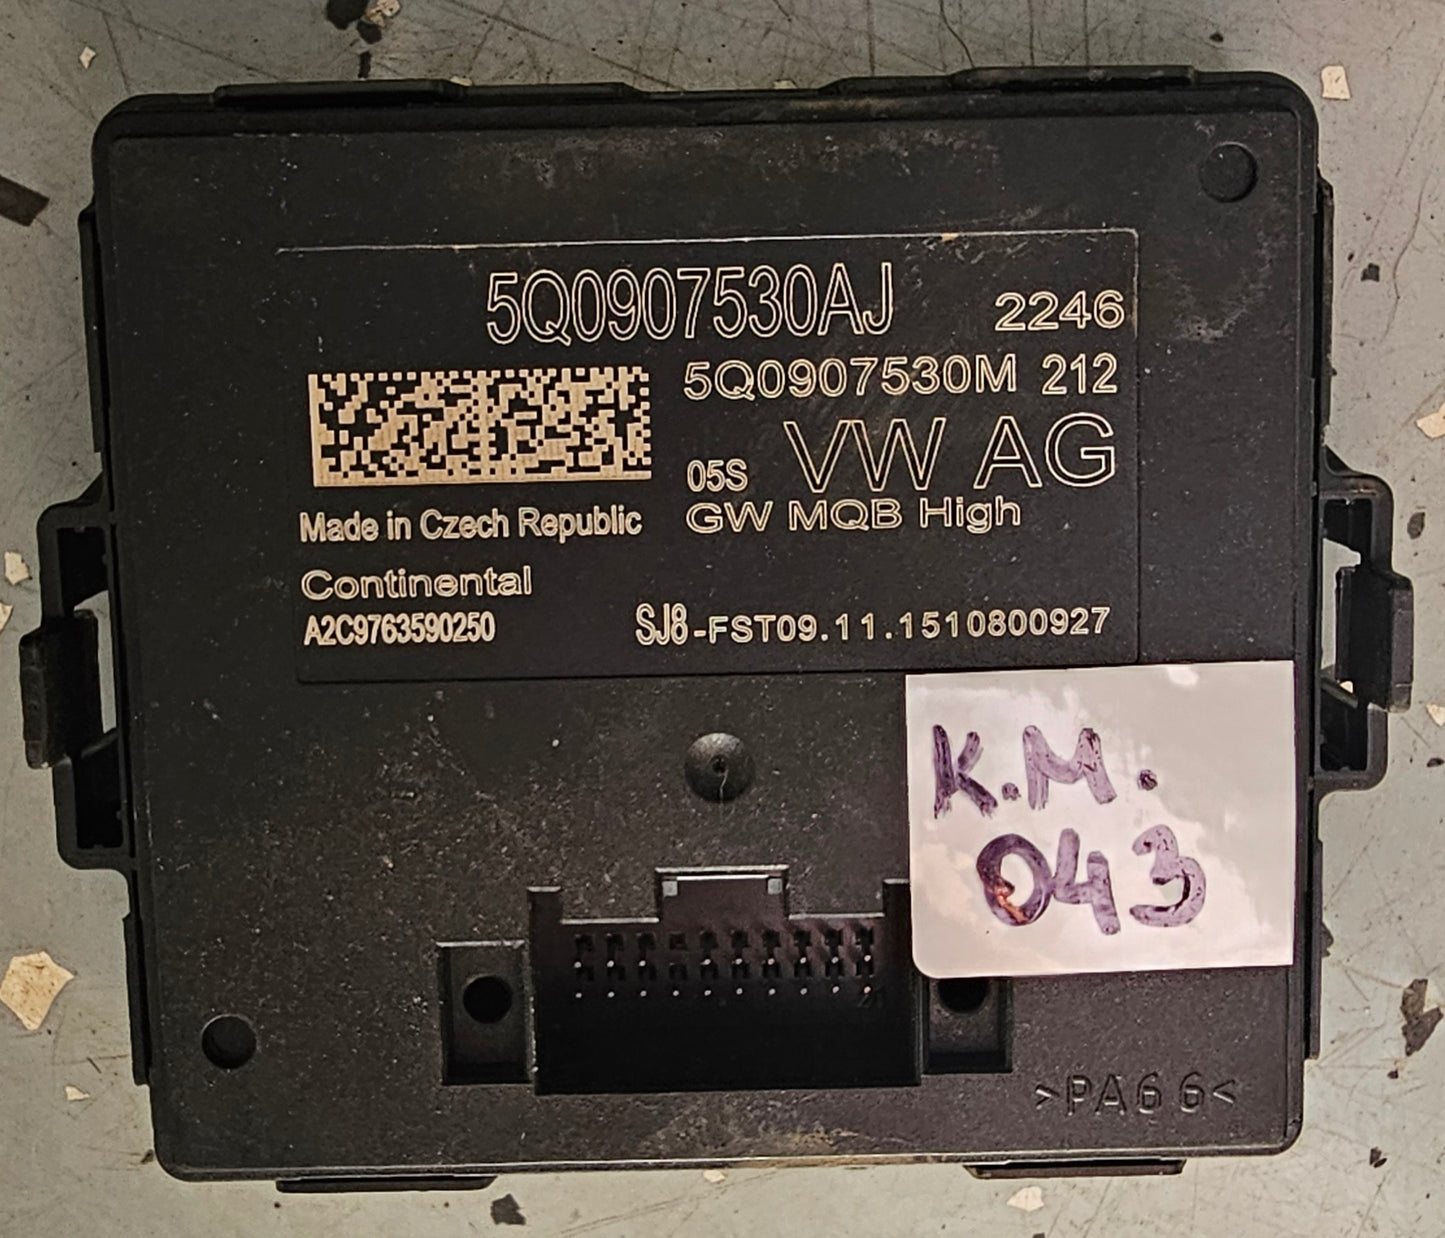 5Q0907530AJ 2246
5Q0907530M 212
05S VW AG
GW MQB High
Made in Czech Republic
Continental
A2C9763590250
SJ8-FST09.11.1510800927
K.M.
043
>PA66<